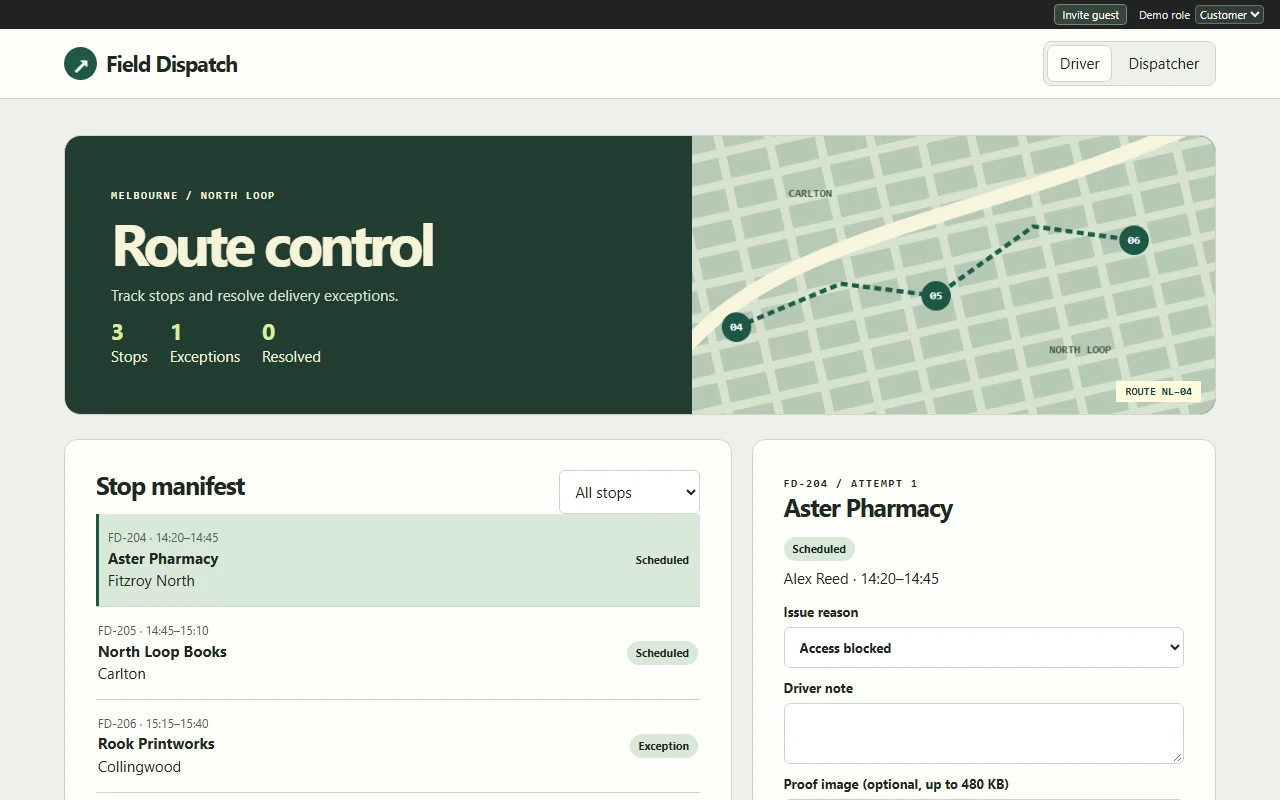 Invite guest Demo role Customer
Field Dispatch
Driver Dispatcher
MELBOURNE / NORTH LOOP
Route control
Track stops and resolve delivery exceptions.
3 1 0
Stops Exceptions Resolved
CARLTON
06
05
04
NORTH LOOP
ROUTE NL-04
Stop manifest
All stops
FD-204 · 14:20–14:45
Aster Pharmacy
Scheduled
Fitzroy North
FD-205 · 14:45–15:10
North Loop Books
Scheduled
Carlton
FD-206 · 15:15–15:40
Rook Printworks
Exception
Collingwood
FD-204 / ATTEMPT 1
Aster Pharmacy
Scheduled
Alex Reed · 14:20–14:45
Issue reason
Access blocked
Driver note
Proof image (optional, up to 480 KB)